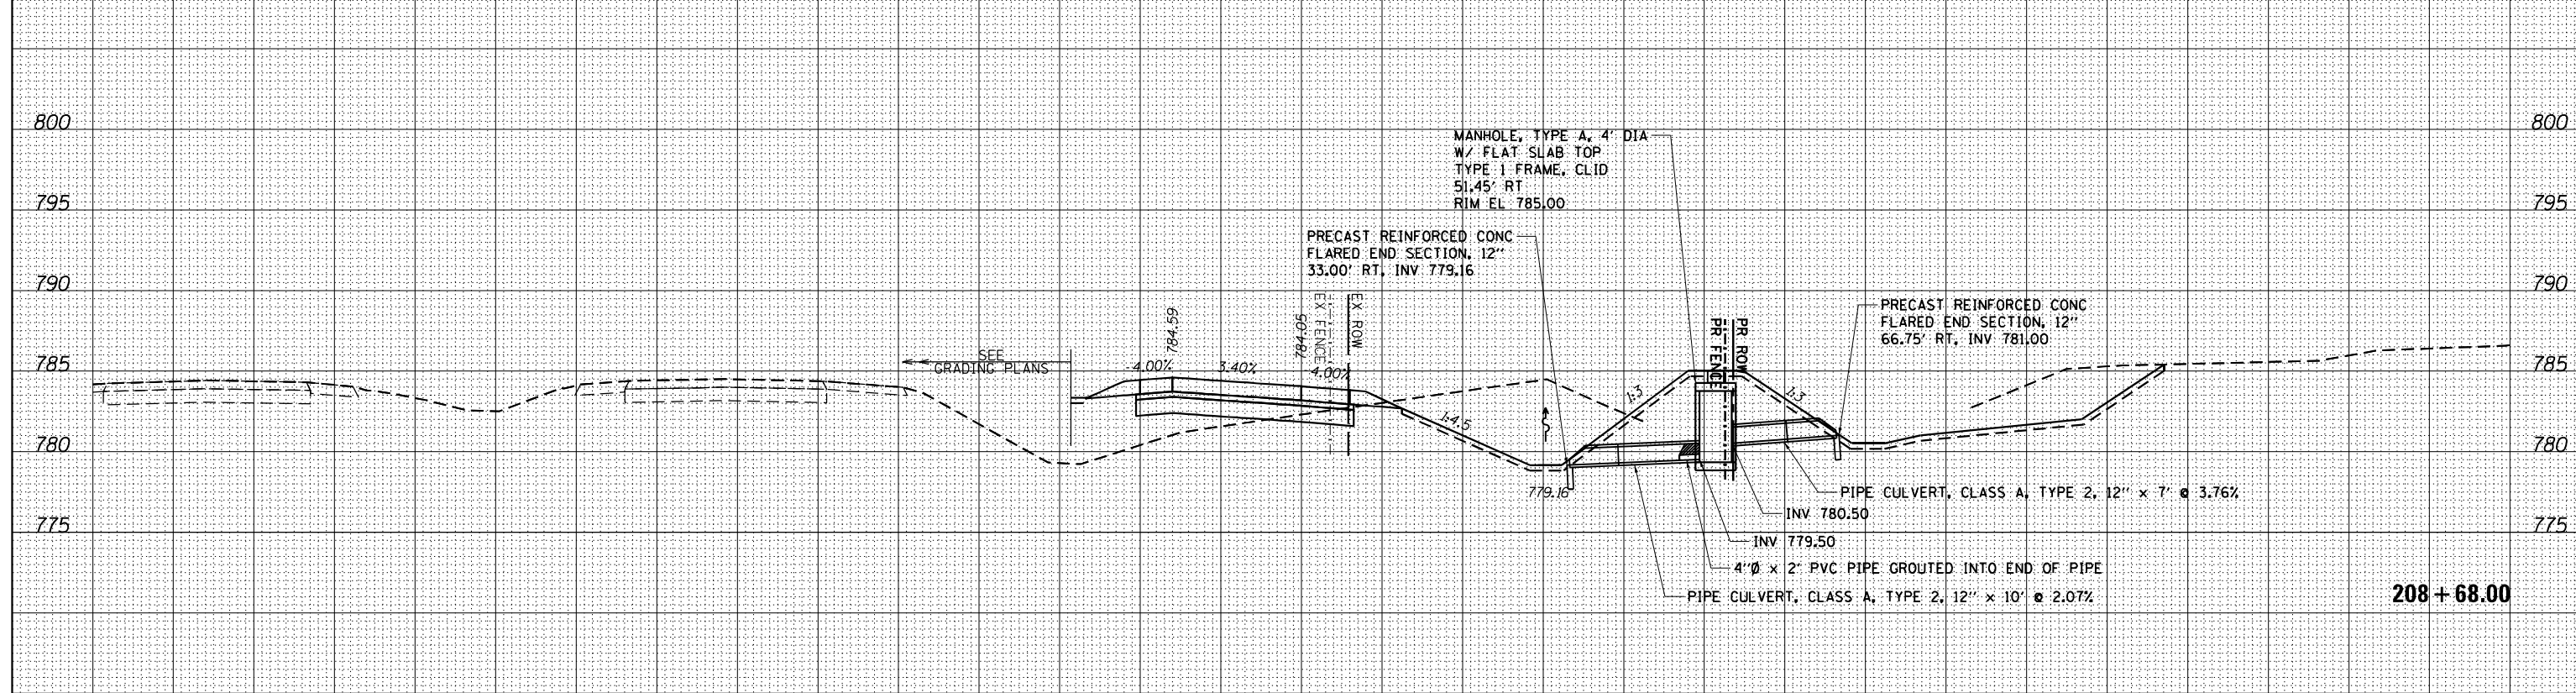 800
795
790
785
780
775
800
795
790
785
780
775
MANHOLE, TYPE A, 4' DIA
W/ FLAT SLAB TOP
TYPE 1 FRAME, CLID
51.45' RT
RIM EL 785.00
PRECAST REINFORCED CONC
FLARED END SECTION, 12"
33.00' RT, INV 779.16
PRECAST REINFORCED CONC
FLARED END SECTION, 12"
66.75' RT, INV 781.00
SEE
GRADING PLANS
784.59
784.05
EX FENCE
EX ROW
PR FENCE
PR ROW
-4.00%
3.40%
-4.00%
1:4.5
1:3
1:3
779.16
PIPE CULVERT, CLASS A, TYPE 2, 12" x 7' @ 3.76%
INV 780.50
INV 779.50
4"Ø x 2' PVC PIPE GROUTED INTO END OF PIPE
PIPE CULVERT, CLASS A, TYPE 2, 12" x 10' @ 2.07%
208 + 68.00